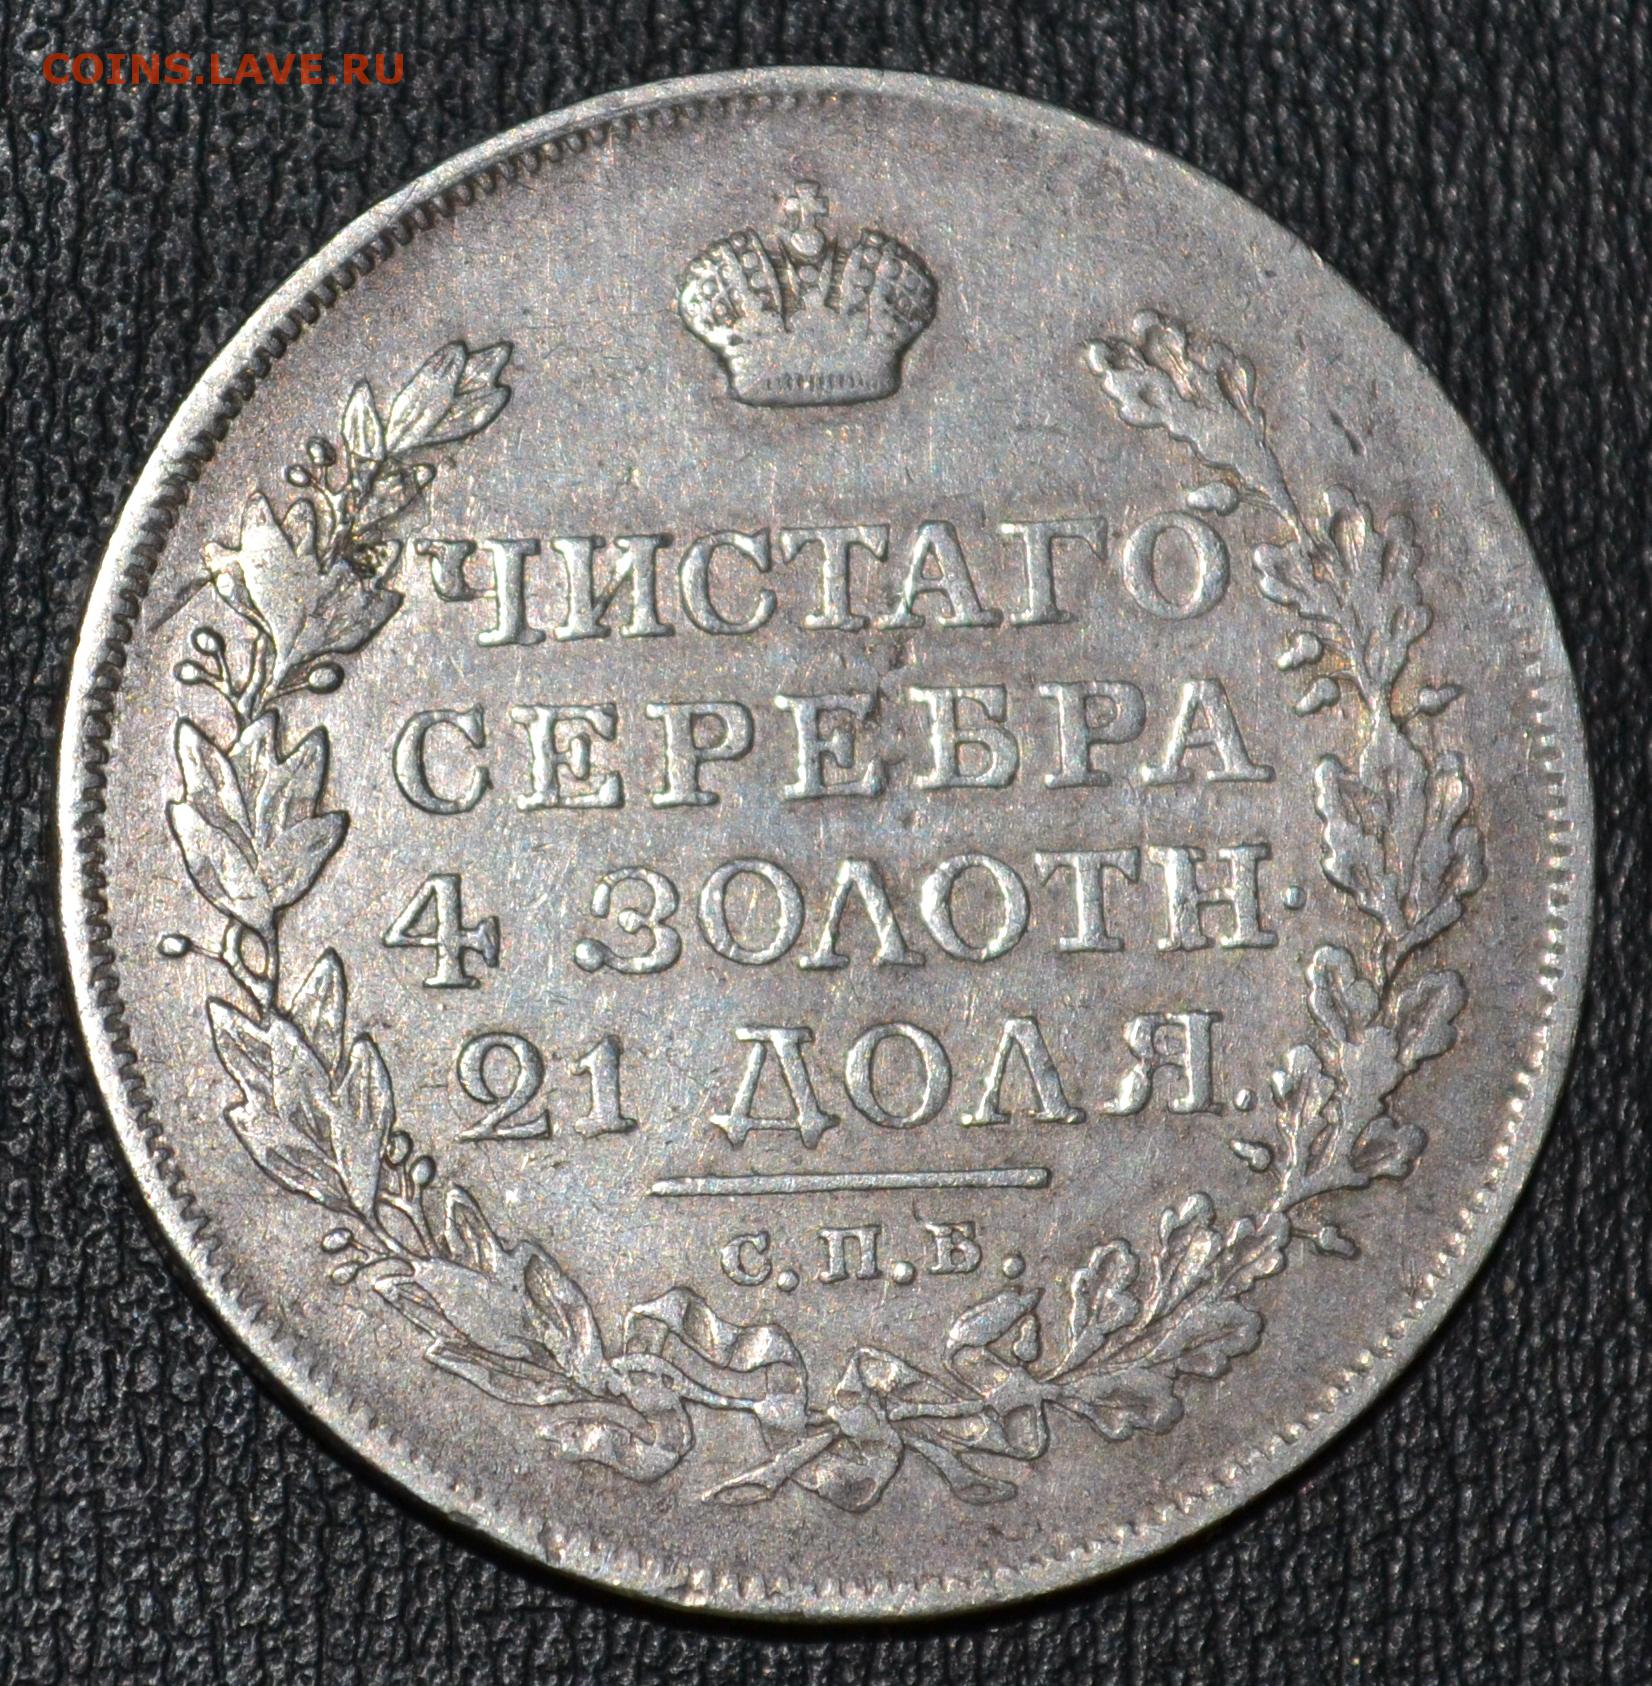 COINS.LAVE.RU
ЧИСТАГО
СЕРЕБРА
4 ЗОЛОТН.
21 ДОЛЯ.
С.П.Б.